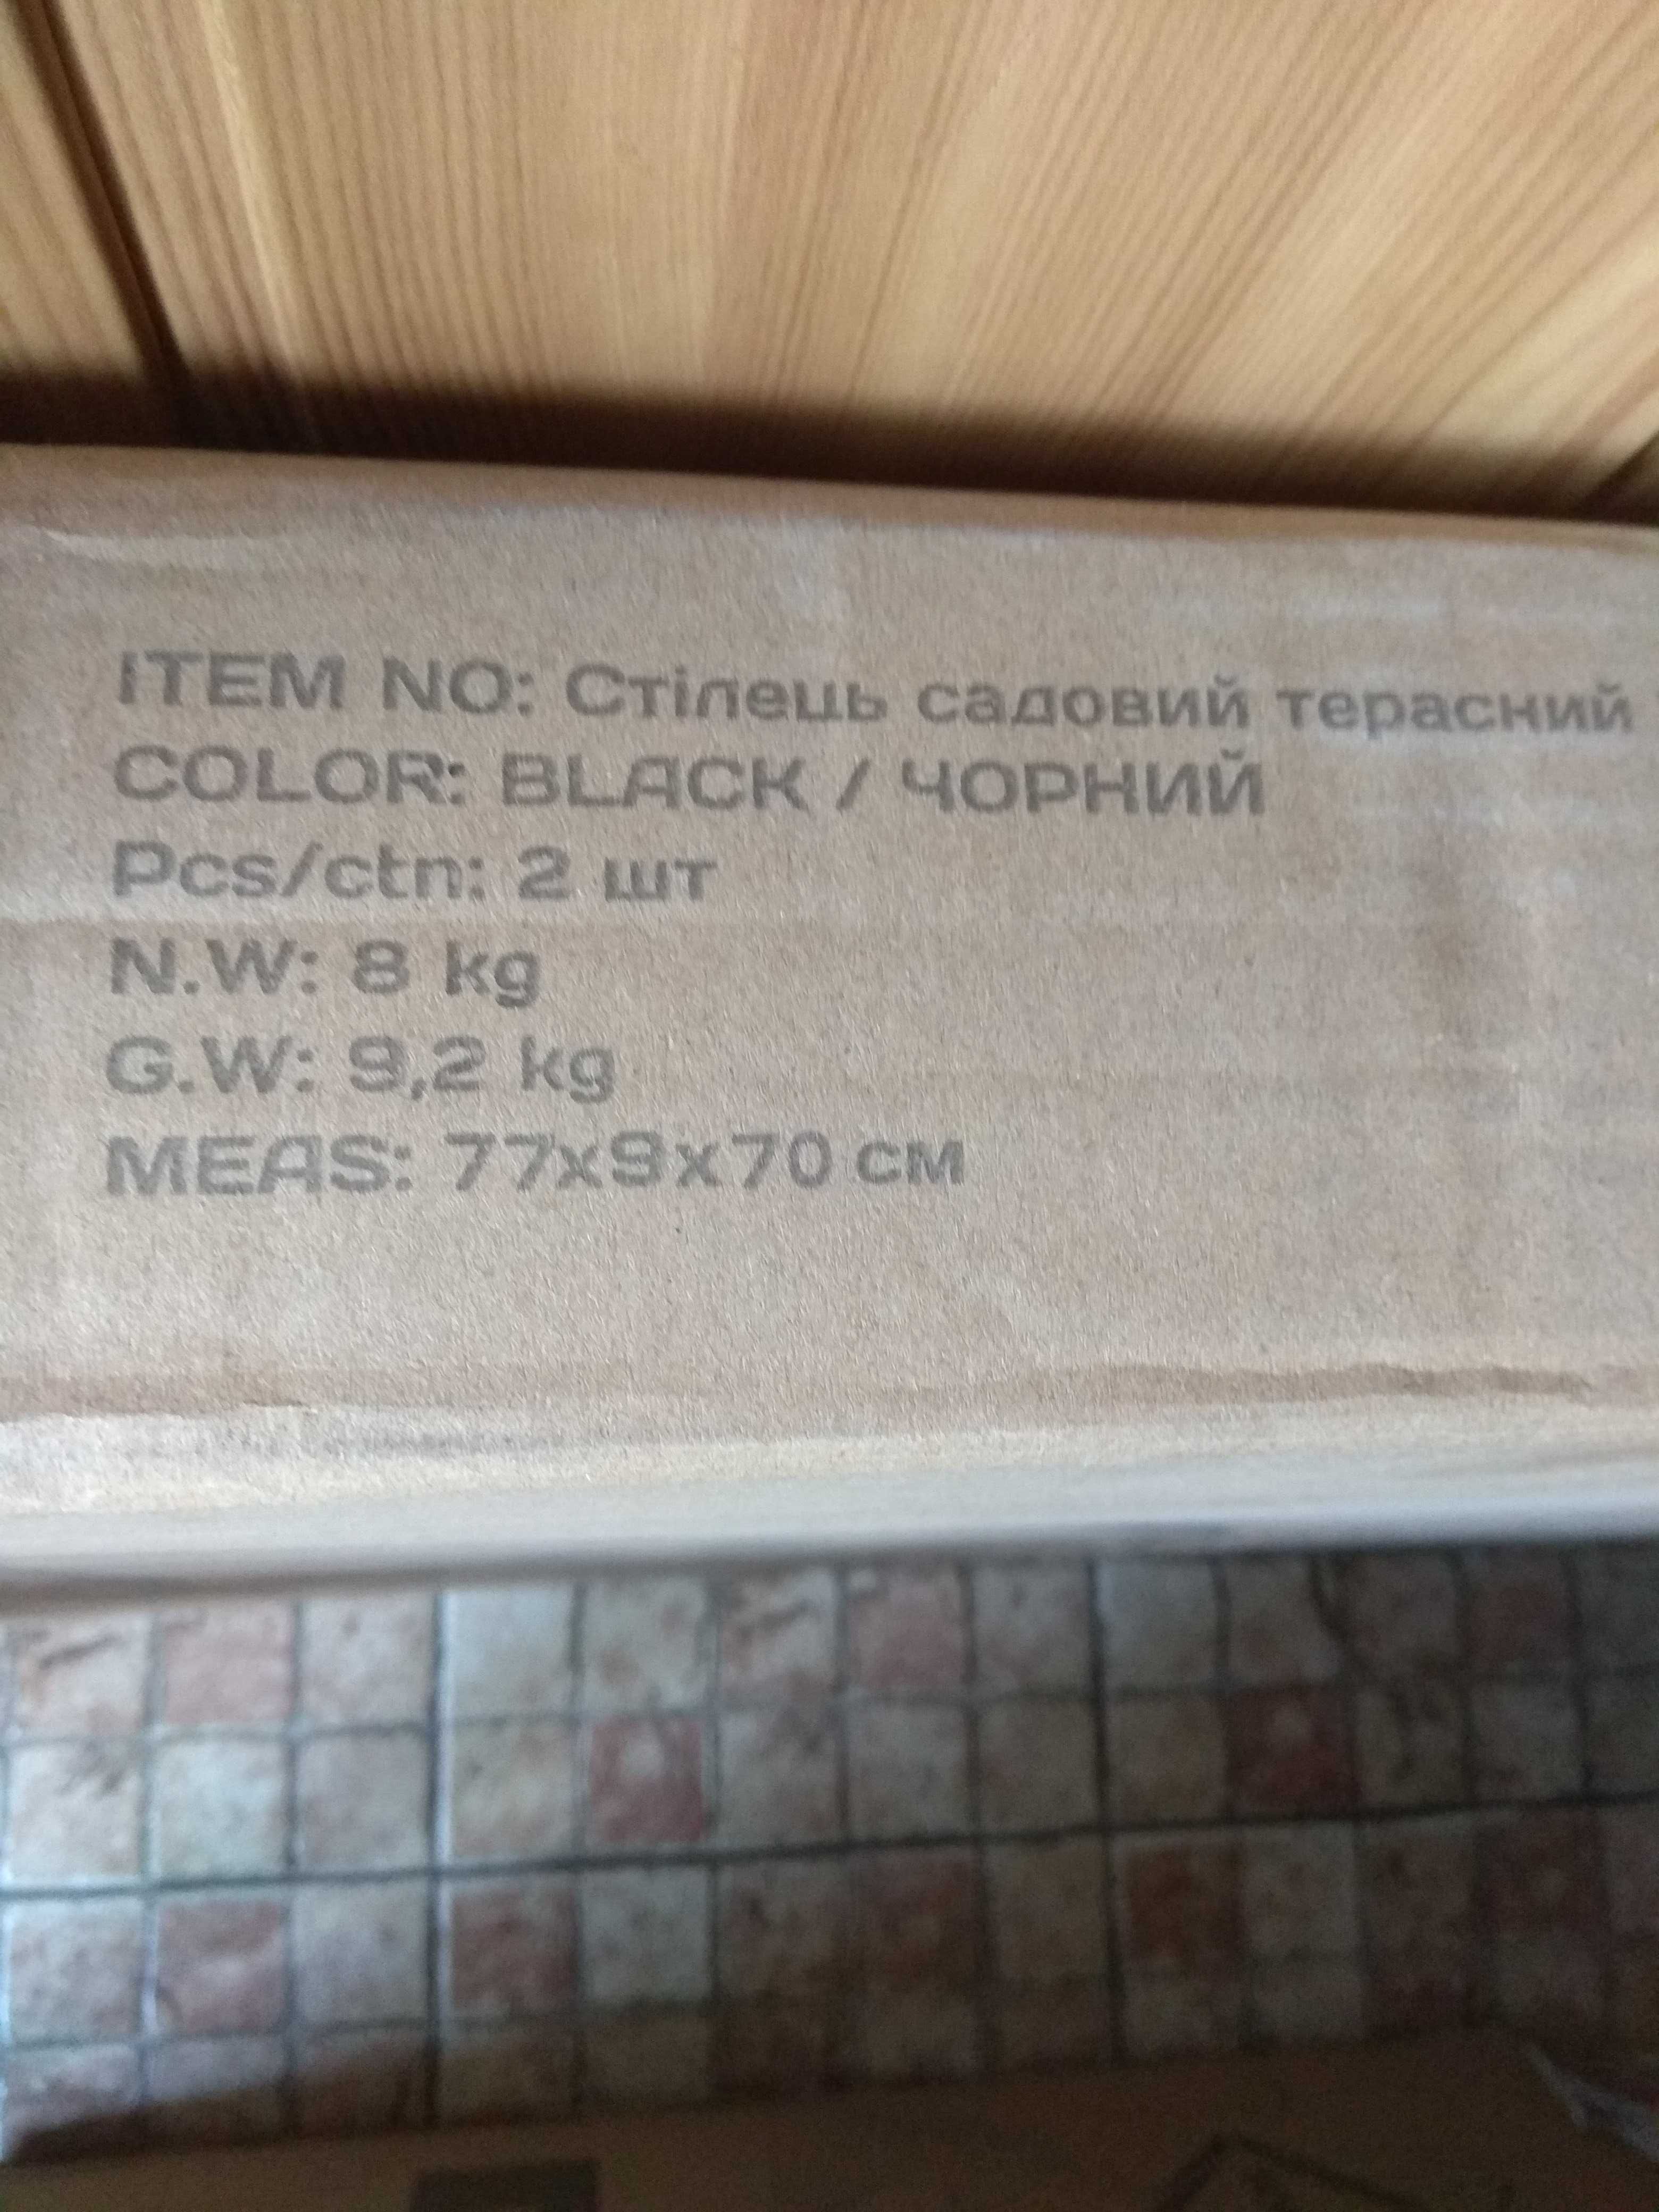 ITEM NO: Стілець садовий терасний
COLOR: BLACK / ЧОРНИЙ
Pcs/ctn: 2 шт
N.W: 8 kg
G.W: 9,2 kg
MEAS: 77x9x70 см